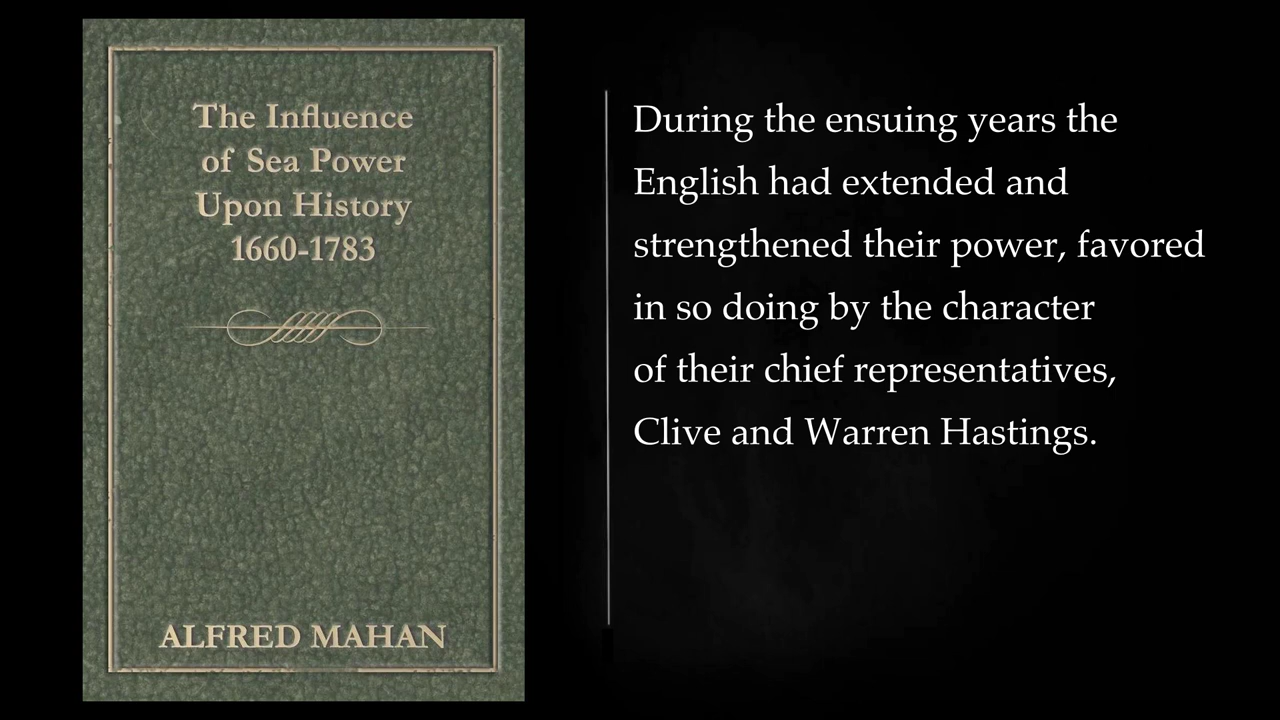 The Influence
of Sea Power
Upon History
1660-1783
ALFRED MAHAN
During the ensuing years the
English had extended and
strengthened their power, favored
in so doing by the character
of their chief representatives,
Clive and Warren Hastings.